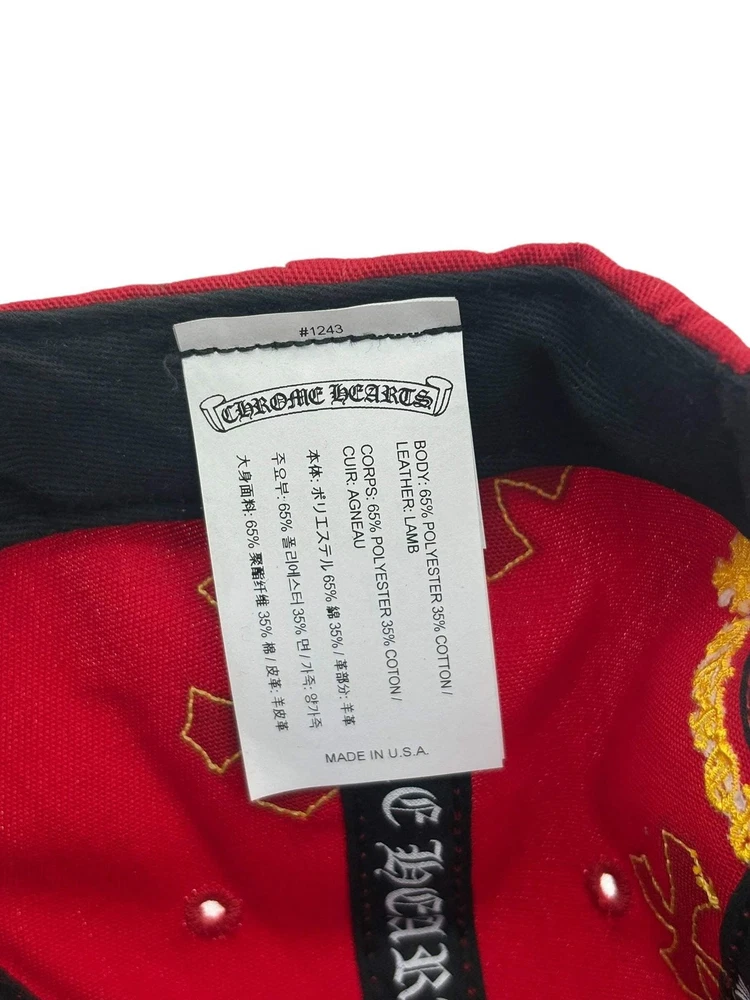 #1243
CHROME HEARTS
BODY: 65% POLYESTER 35% COTTON /
LEATHER: LAMB
CORPS: 65% POLYESTER 35% COTON /
CUIR: AGNEAU
本体: ポリエステル 65% 綿 35% / 革部分: 羊革
주요부: 65% 폴리에스터 35% 면 / 가죽: 양가죽
大身面料: 65% 聚酯纤维 35% 棉 / 皮革: 羊皮革
MADE IN U.S.A.
E HEAR